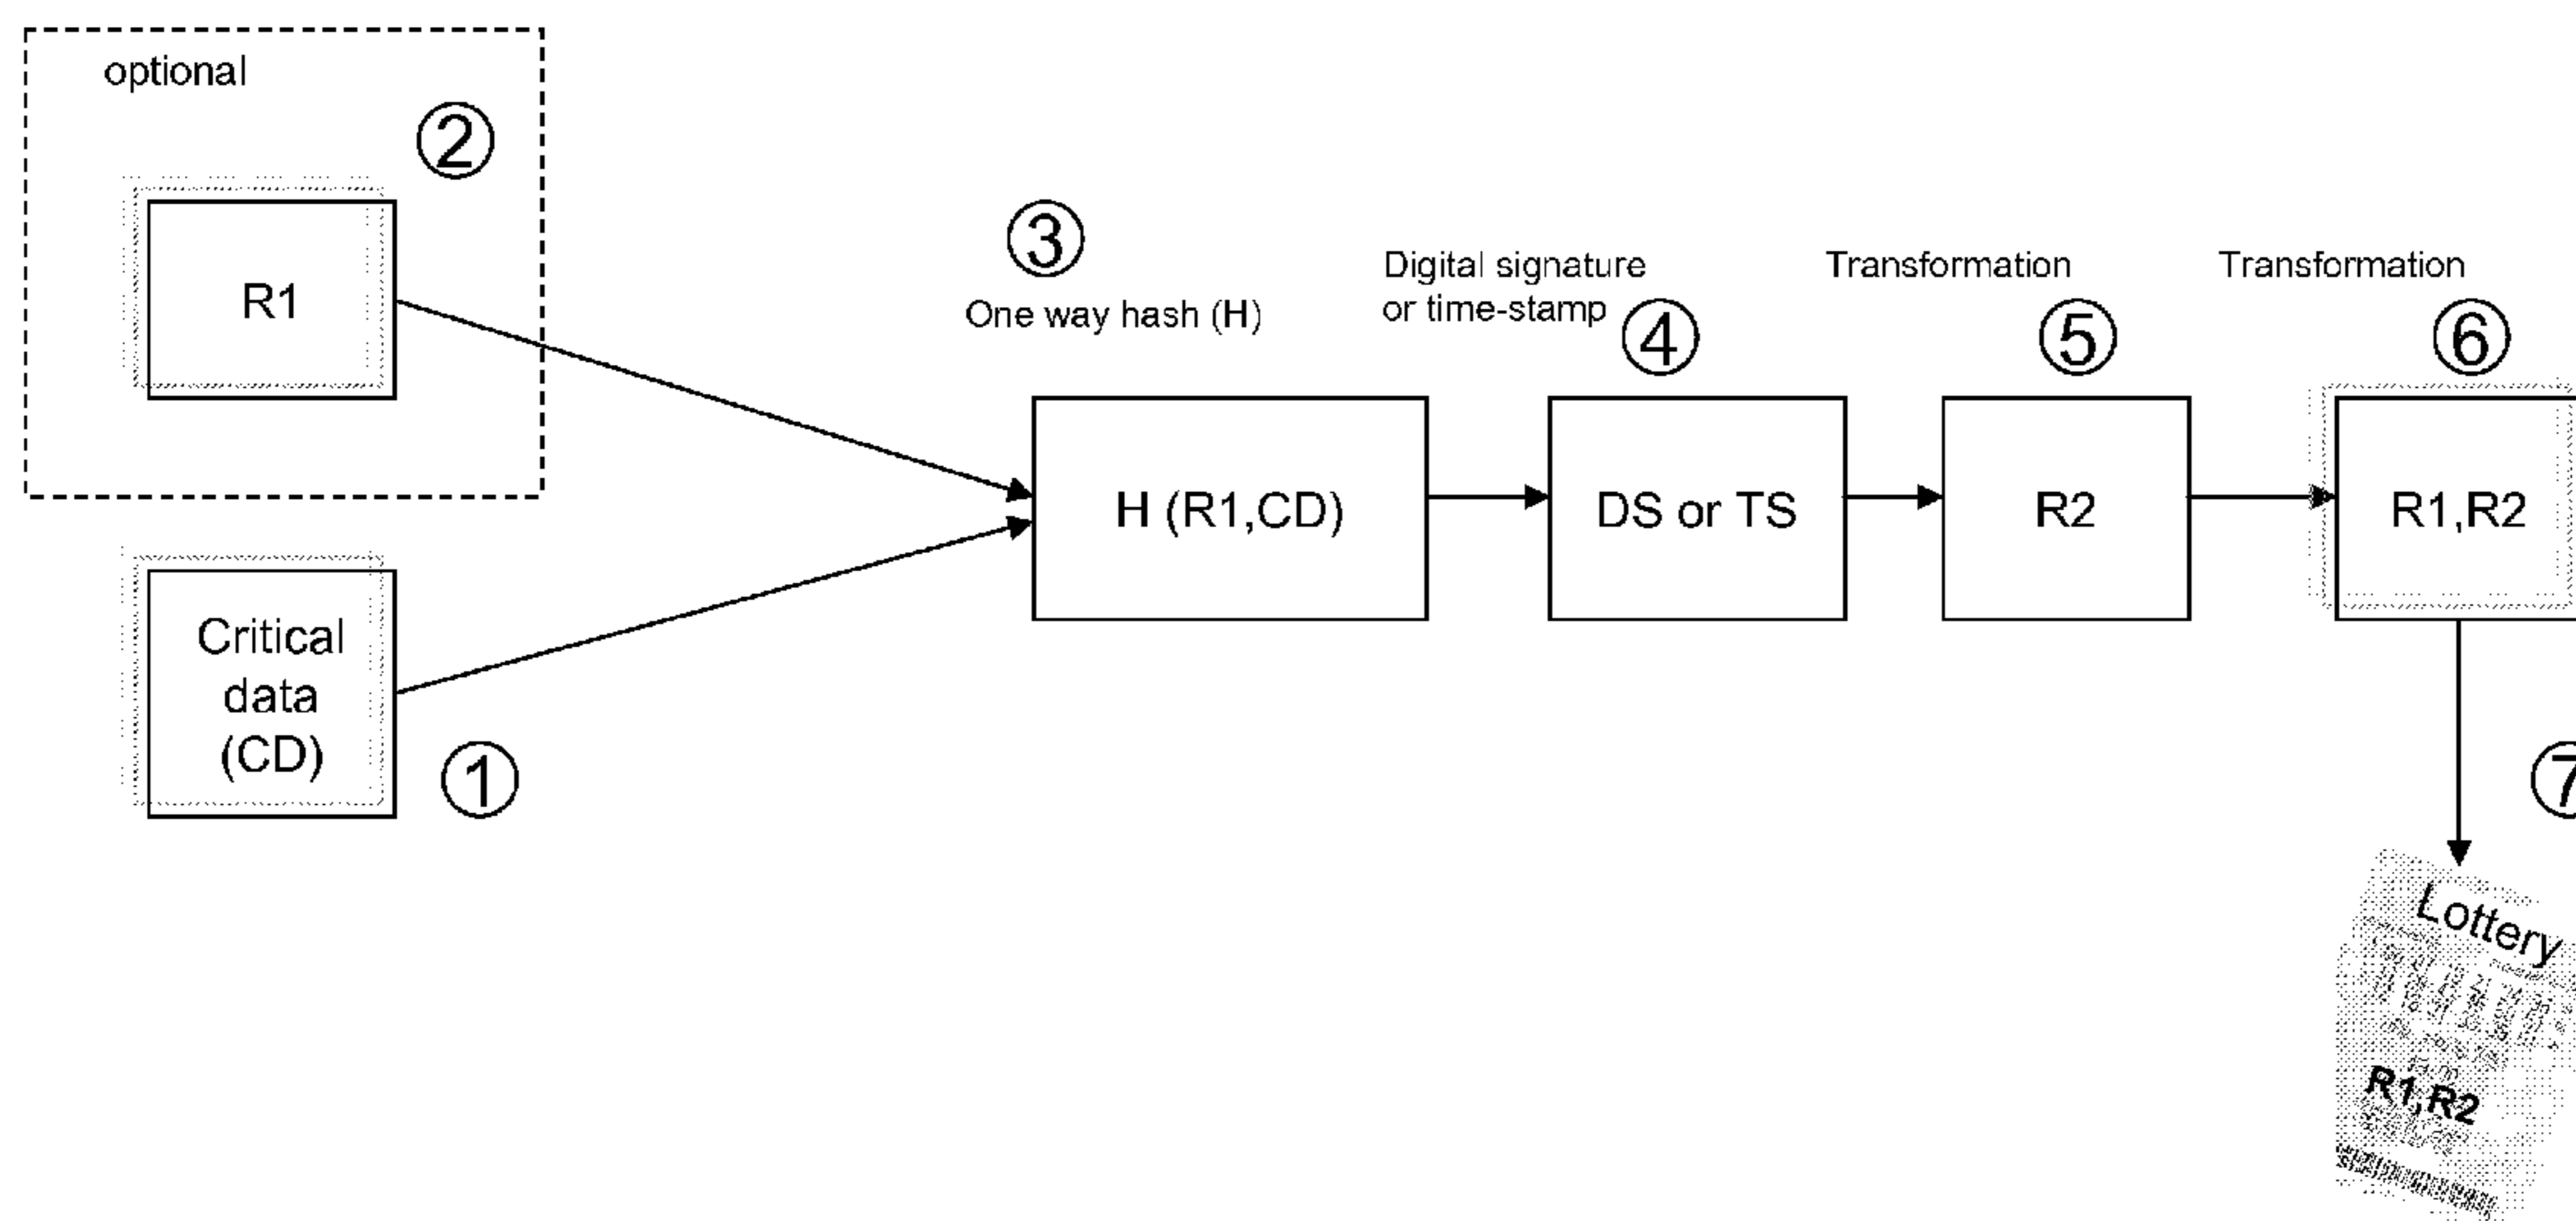 optional
②
R1
③
One way hash (H)
Digital signature
or time-stamp
④
Transformation
⑤
Transformation
⑥
H (R1,CD)
DS or TS
R2
R1,R2
Critical
data
(CD)
①
⑦
Lottery
R1,R2